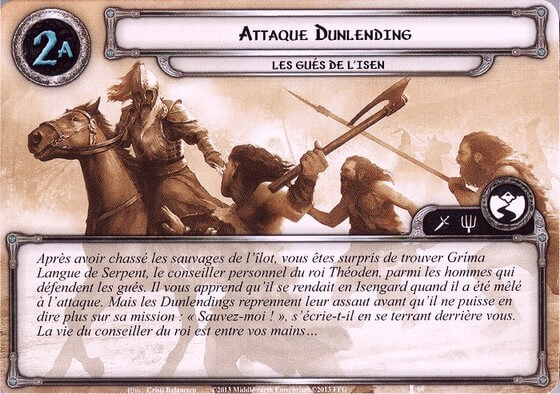 2A
ATTAQUE DUNLENDING
LES GUÉS DE L'ISEN
Après avoir chassé les sauvages de l'îlot, vous êtes surpris de trouver Gríma
Langue de Serpent, le conseiller personnel du roi Théoden, parmi les hommes qui
défendent les gués. Il vous apprend qu'il se rendait en Isengard quand il a été mêlé
à l'attaque. Mais les Dunlendings reprennent leur assaut avant qu'il ne puisse en
dire plus sur sa mission : « Sauvez-moi ! », s'écrie-t-il en se terrant derrière vous.
La vie du conseiller du roi est entre vos mains…
Illus. Cristi Balanescu ©2013 Middle-earth Enterprises ©2013 FFG 68